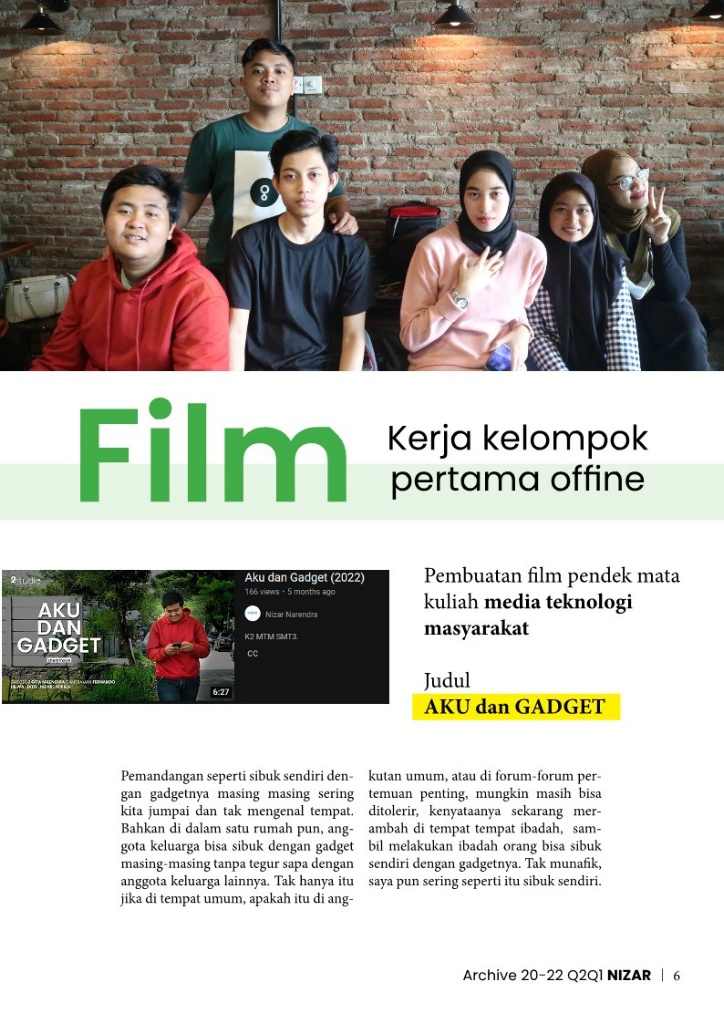 Film
Kerja kelompok
pertama offine
studio
AKU
DAN
GADGET
6:27
Aku dan Gadget (2022)
166 views • 5 months ago
Nizar Narendra
K2 MTM SMT3.
CC
Pembuatan film pendek mata
kuliah media teknologi
masyarakat
Judul
AKU dan GADGET
Pemandangan seperti sibuk sendiri den-
gan gadgetnya masing masing sering
kita jumpai dan tak mengenal tempat.
Bahkan di dalam satu rumah pun, ang-
gota keluarga bisa sibuk dengan gadget
masing-masing tanpa tegur sapa dengan
anggota keluarga lainnya. Tak hanya itu
jika di tempat umum, apakah itu di ang-
kutan umum, atau di forum-forum per-
temuan penting, mungkin masih bisa
ditolerir, kenyataanya sekarang mer-
ambah di tempat tempat ibadah, sam-
bil melakukan ibadah orang bisa sibuk
sendiri dengan gadgetnya. Tak munafik,
saya pun sering seperti itu sibuk sendiri.
Archive 20-22 Q2Q1 NIZAR | 6